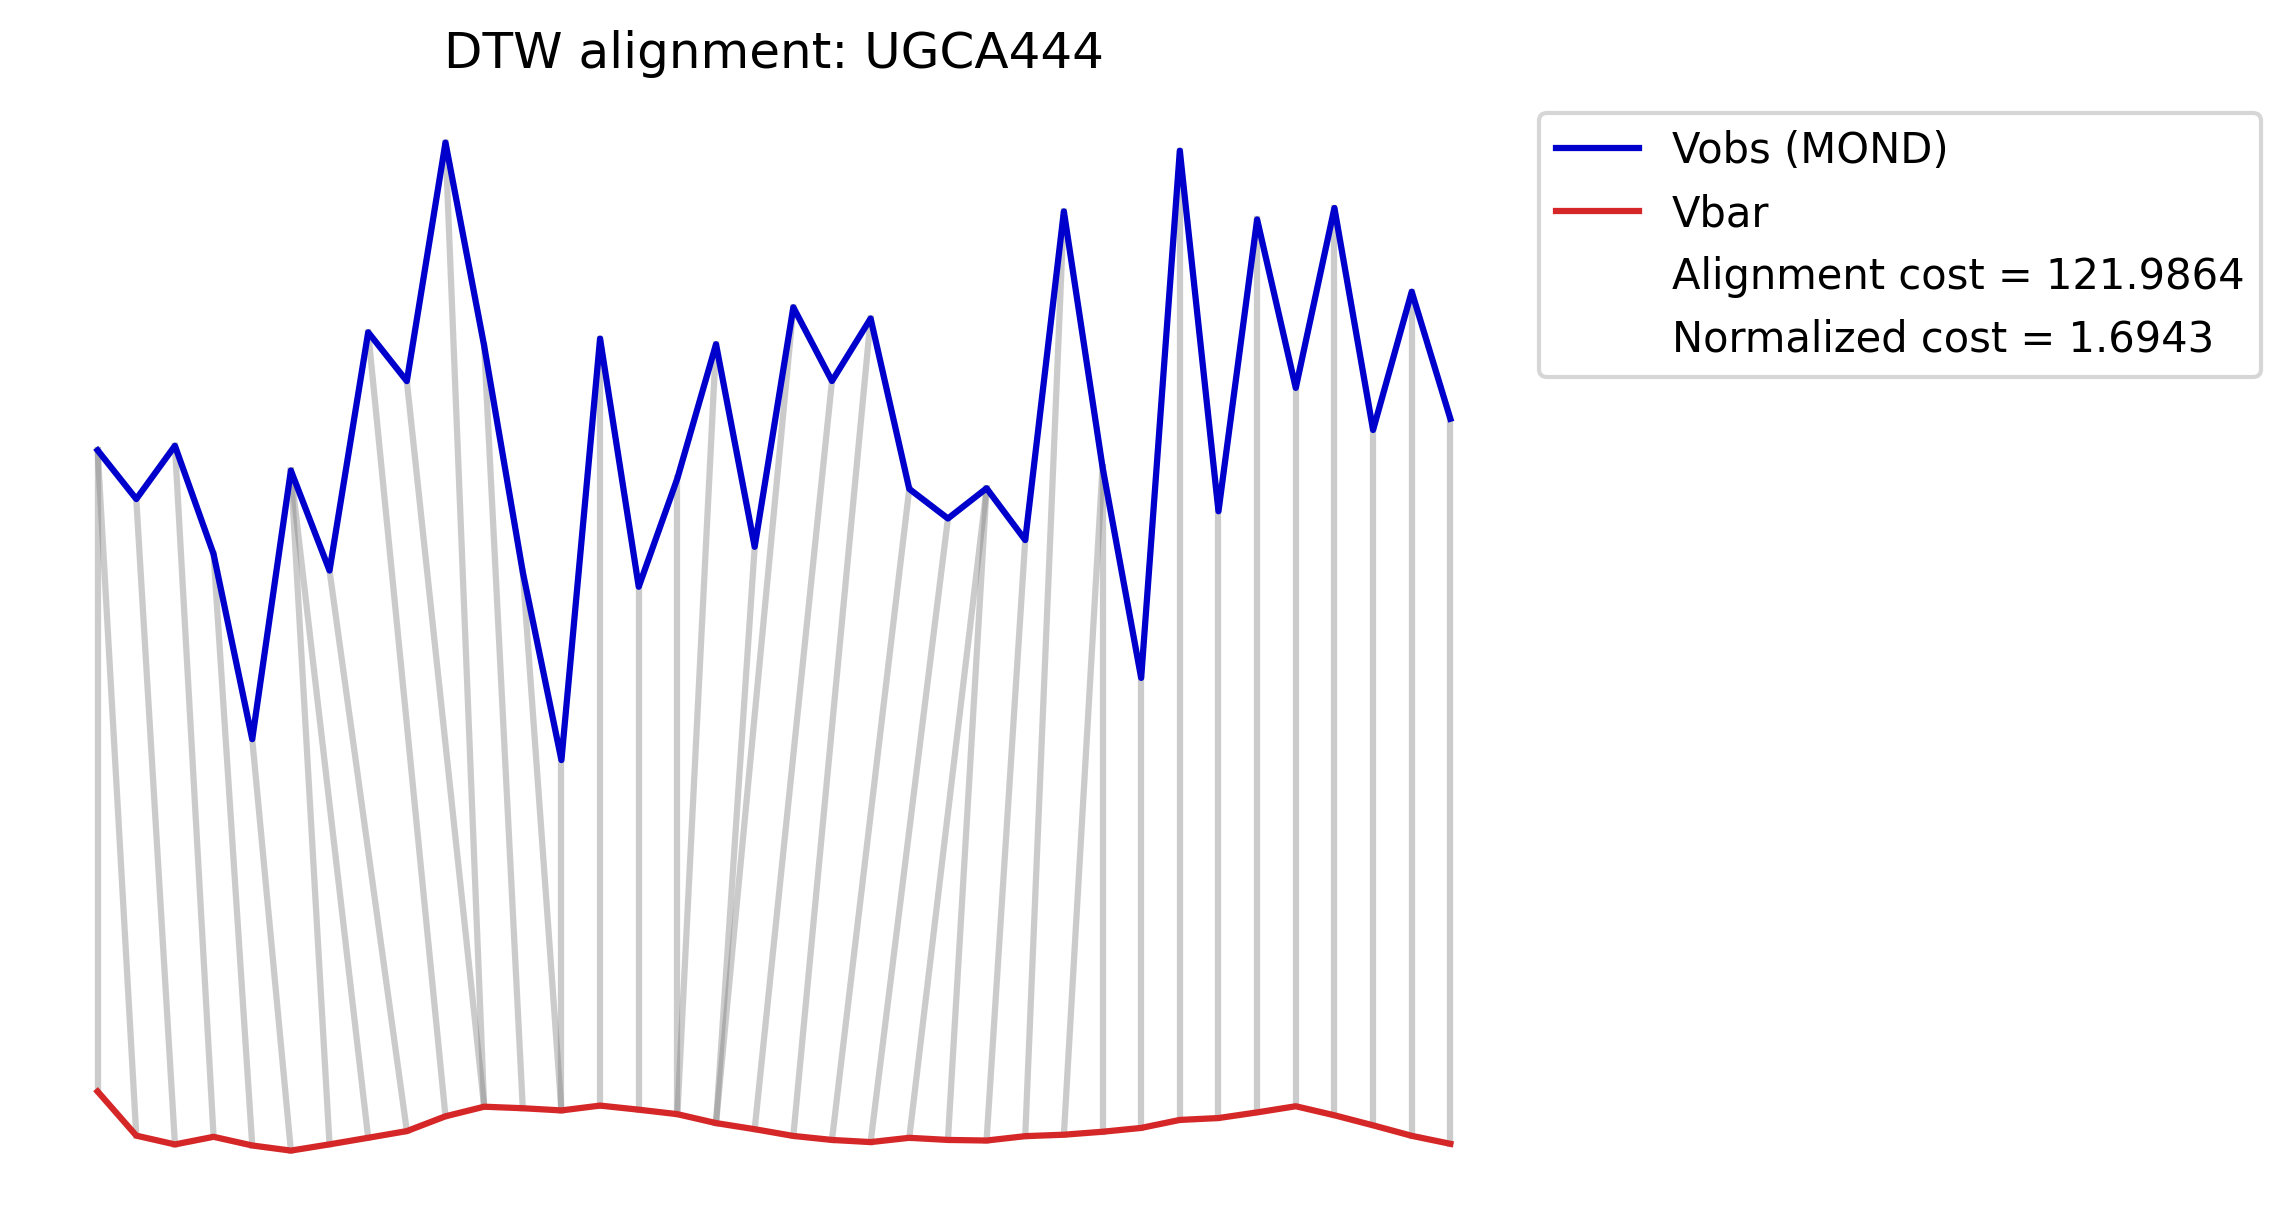 DTW alignment: UGCA444
Vobs (MOND)
Vbar
Alignment cost = 121.9864
Normalized cost = 1.6943